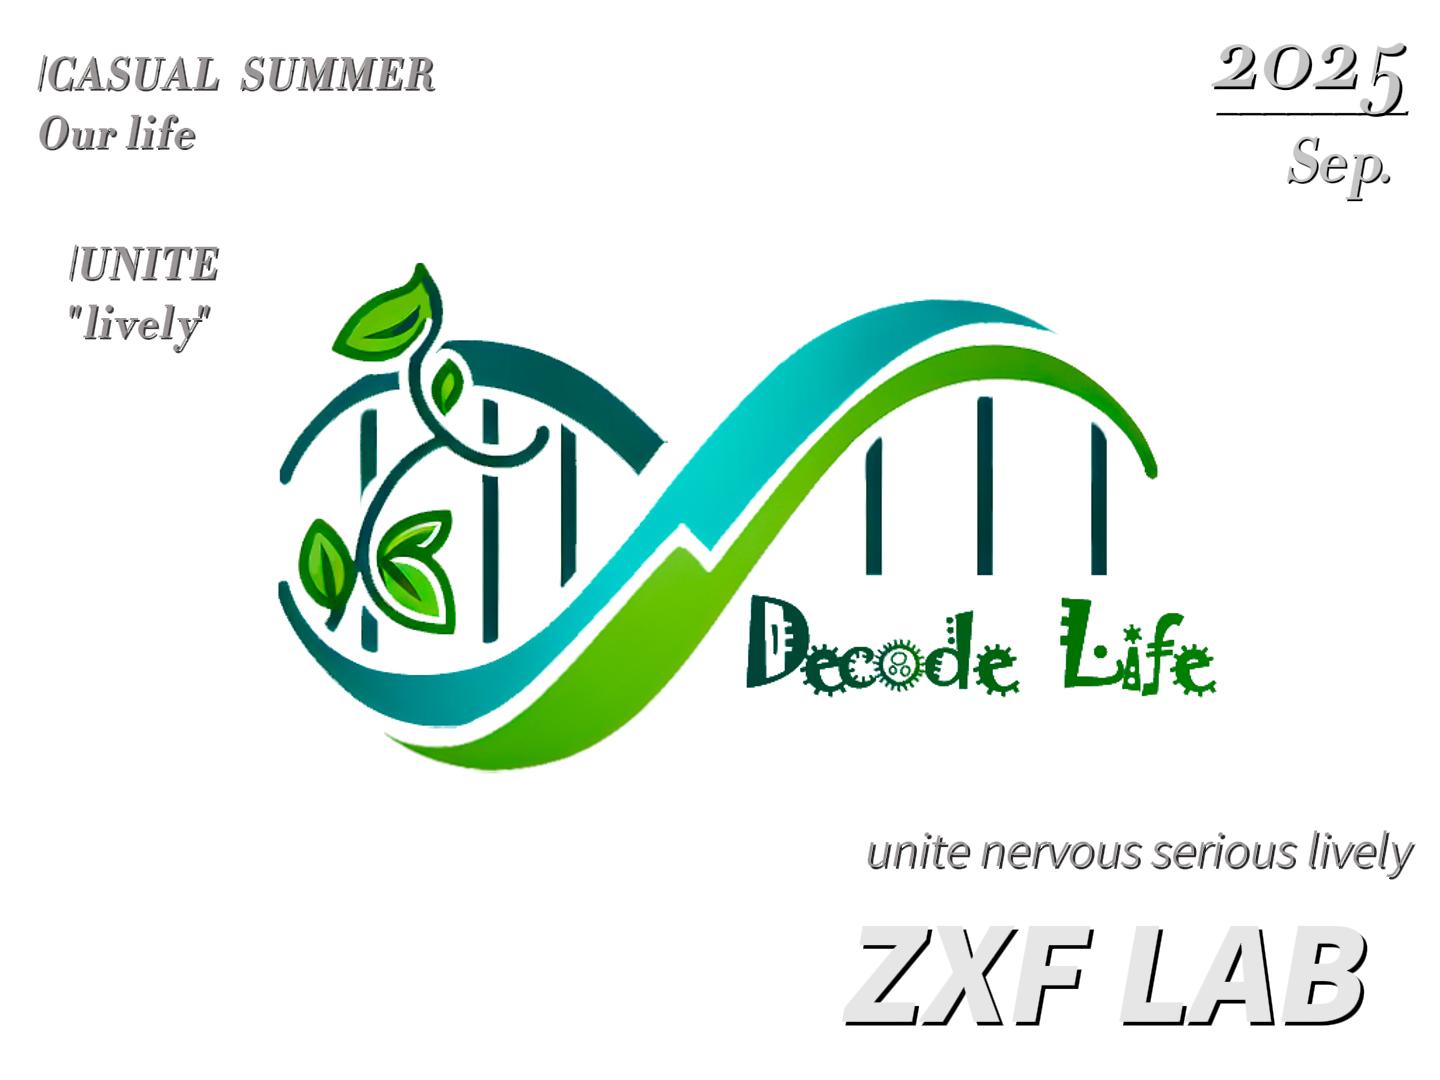 /CASUAL SUMMER
Our life
2025
Sep.
/UNITE
"lively"
Decode Life
unite nervous serious lively
ZXF LAB